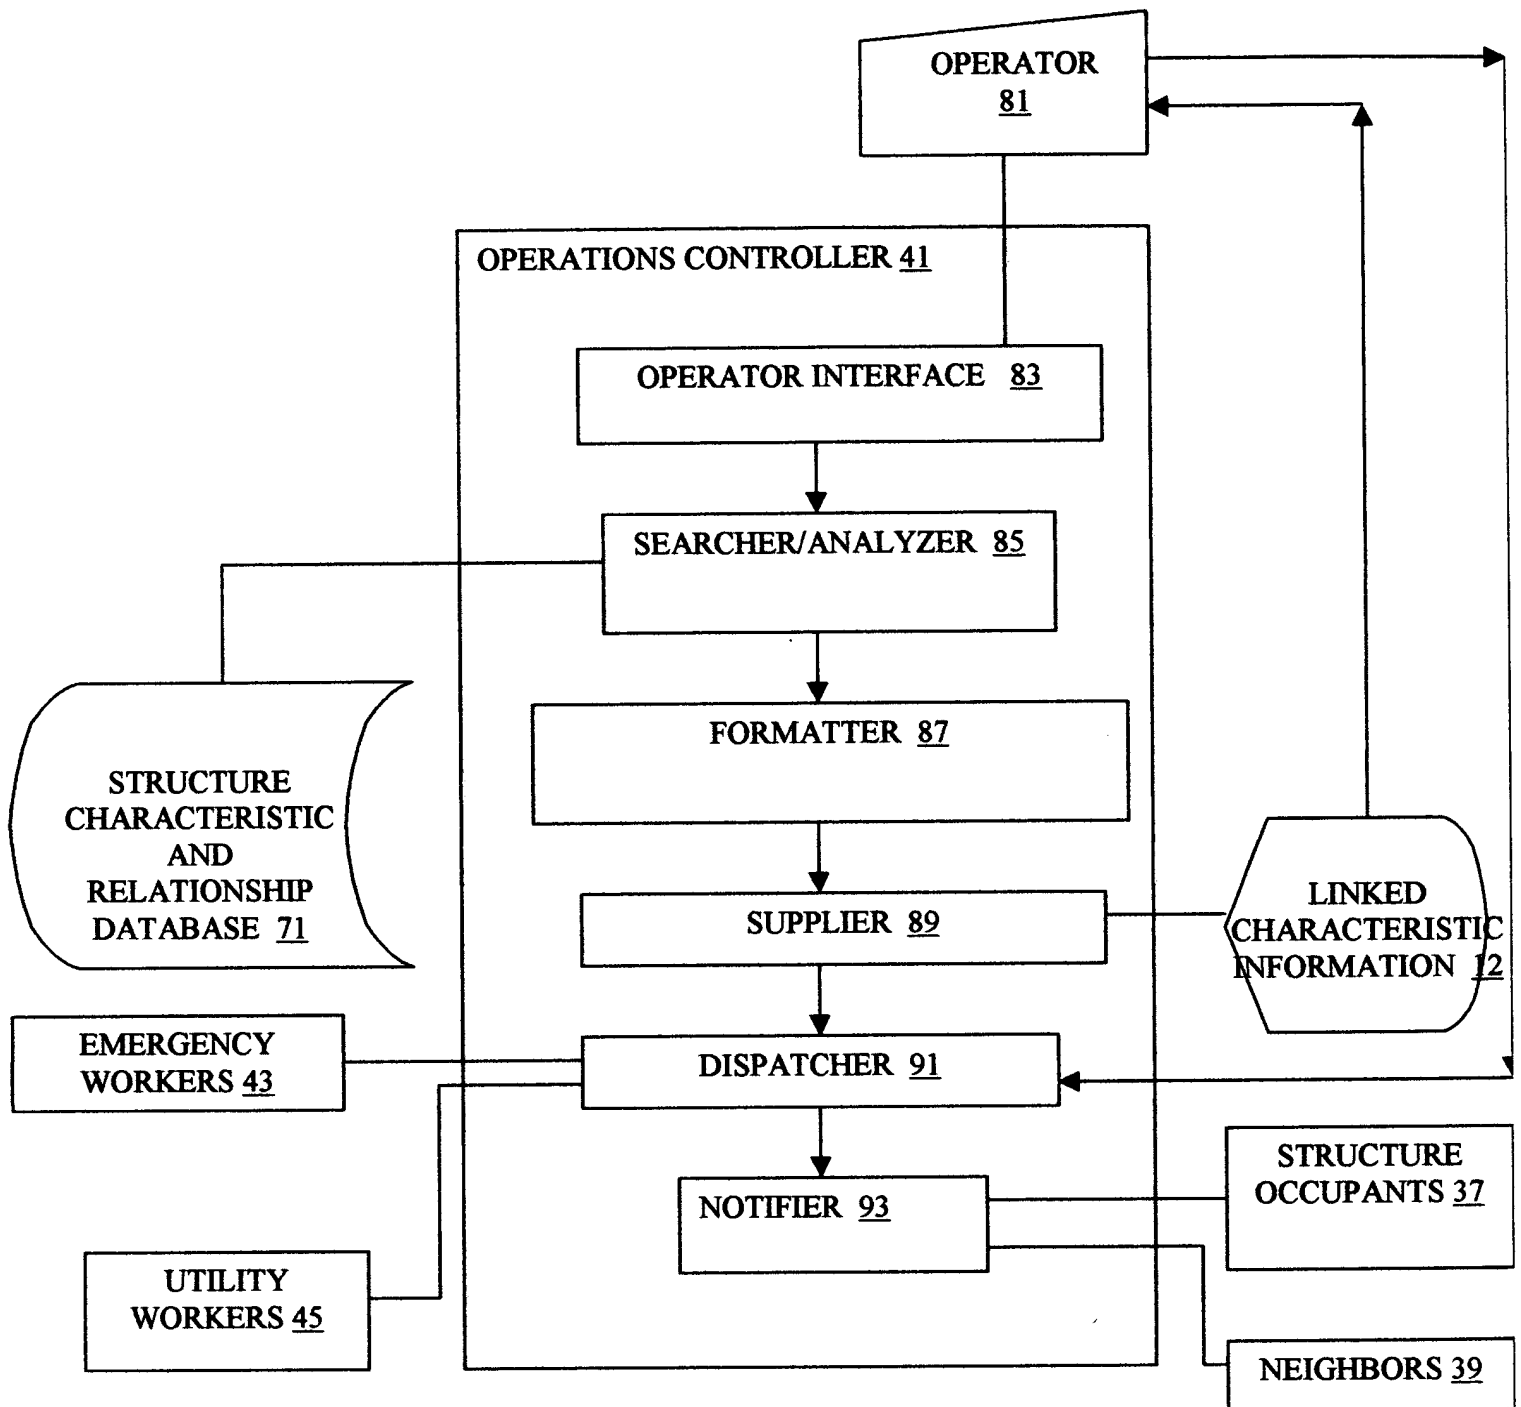 OPERATOR
81
OPERATIONS CONTROLLER 41
OPERATOR INTERFACE 83
SEARCHER/ANALYZER 85
FORMATTER 87
STRUCTURE
CHARACTERISTIC
AND
RELATIONSHIP
DATABASE 71
SUPPLIER 89
LINKED
CHARACTERISTIC
INFORMATION 12
EMERGENCY
WORKERS 43
DISPATCHER 91
STRUCTURE
OCCUPANTS 37
NOTIFIER 93
UTILITY
WORKERS 45
NEIGHBORS 39